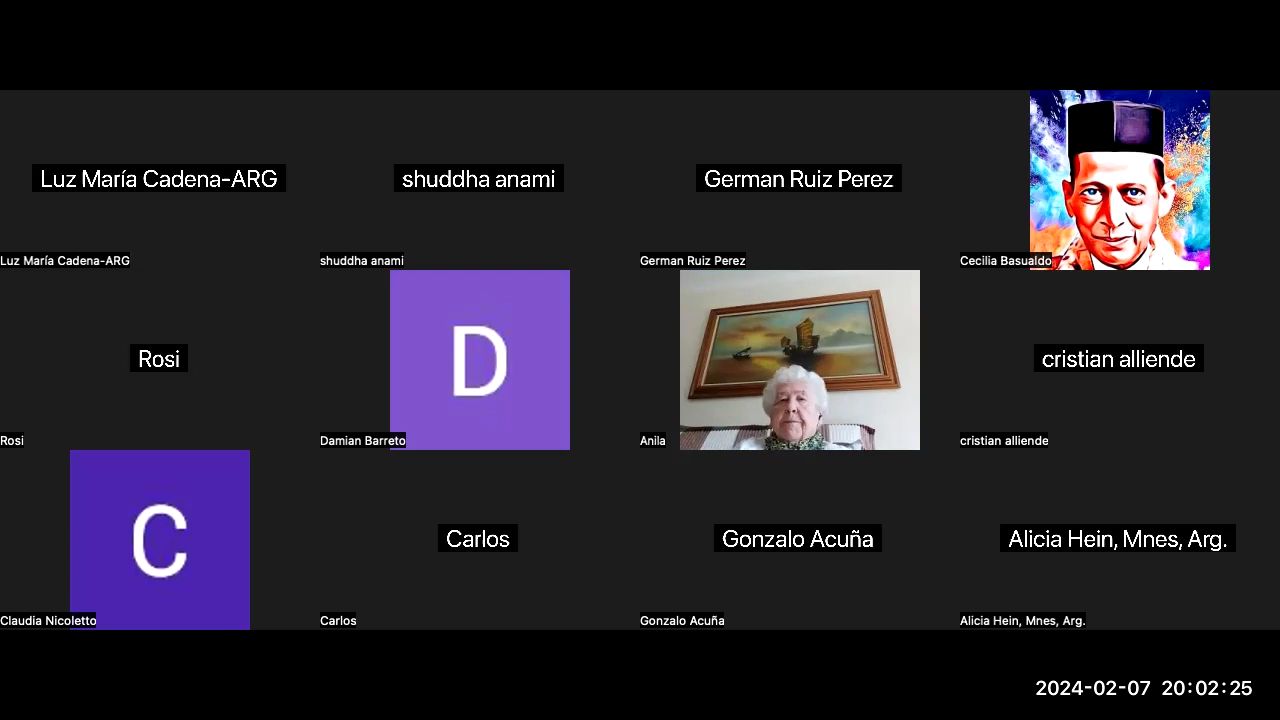 Luz María Cadena-ARG
shuddha anami
German Ruiz Perez
Luz María Cadena-ARG
shuddha anami
German Ruiz Perez
Cecilia Basualdo
Rosi
D
cristian alliende
Rosi
Damian Barreto
Anila
cristian alliende
C
Carlos
Gonzalo Acuña
Alicia Hein, Mnes, Arg.
Claudia Nicoletto
Carlos
Gonzalo Acuña
Alicia Hein, Mnes, Arg.
2024-02-07 20:02:25